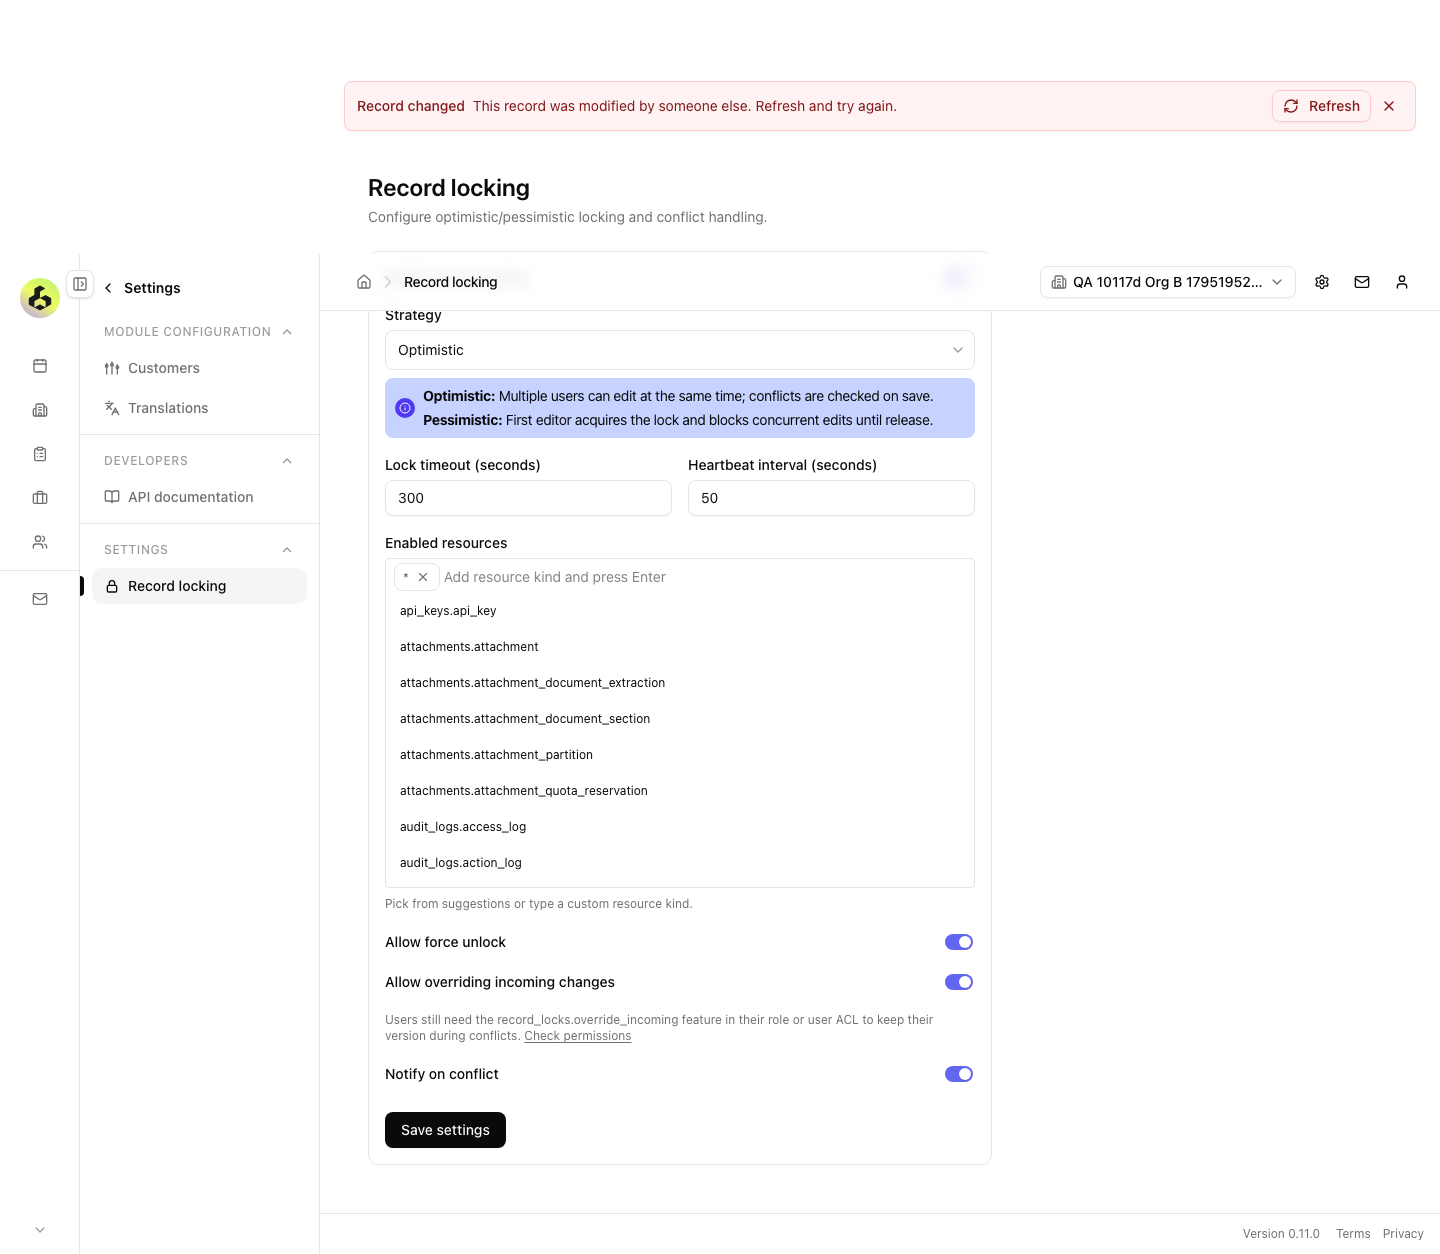 Record changed This record was modified by someone else. Refresh and try again.
Refresh
Record locking
Configure optimistic/pessimistic locking and conflict handling.
Record locking
QA 10117d Org B 17951952...
Settings
MODULE CONFIGURATION
Customers
Translations
DEVELOPERS
API documentation
SETTINGS
Record locking
Strategy
Optimistic
Optimistic: Multiple users can edit at the same time; conflicts are checked on save.
Pessimistic: First editor acquires the lock and blocks concurrent edits until release.
Lock timeout (seconds)
Heartbeat interval (seconds)
300
50
Enabled resources
* Add resource kind and press Enter
api_keys.api_key
attachments.attachment
attachments.attachment_document_extraction
attachments.attachment_document_section
attachments.attachment_partition
attachments.attachment_quota_reservation
audit_logs.access_log
audit_logs.action_log
Pick from suggestions or type a custom resource kind.
Allow force unlock
Allow overriding incoming changes
Users still need the record_locks.override_incoming feature in their role or user ACL to keep their
version during conflicts. Check permissions
Notify on conflict
Save settings
Version 0.11.0
Terms
Privacy